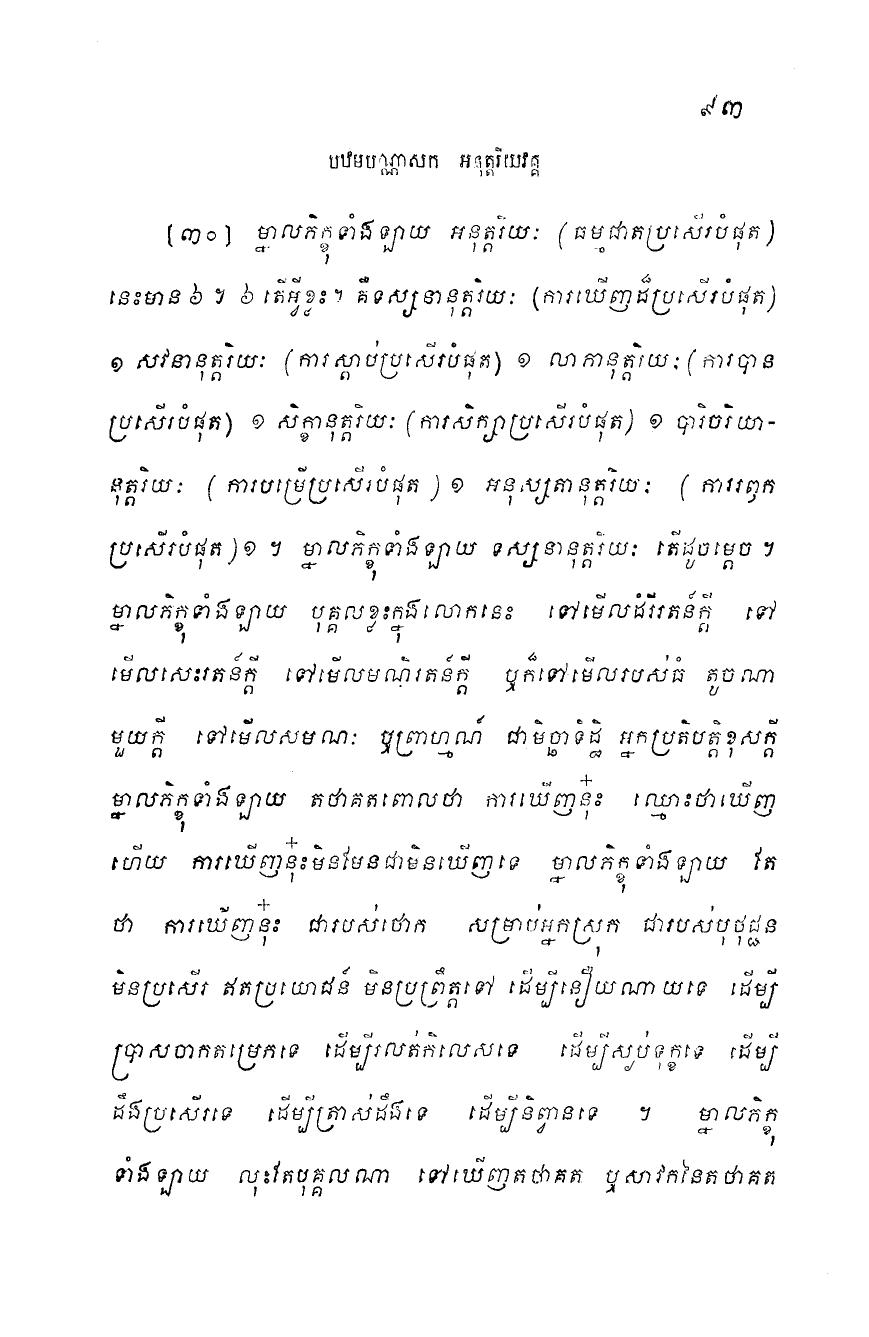 ៩៣
បឋមបណ្ណាសក អនុត្តរិយវគ្គ
[៣០] ម្នាលភិក្ខុទាំងឡាយ អនុត្តរិយៈ (ធម្មជាតប្រសើរបំផុត)
នេះមាន ៦ ។ ៦ តើអ្វីខ្លះ ។ គឺទស្សនានុត្តរិយៈ (ការឃើញដ៏ប្រសើរបំផុត)
១ សវនានុត្តរិយៈ (ការស្តាប់ប្រសើរបំផុត) ១ លាភានុត្តរិយៈ (ការបាន
ប្រសើរបំផុត) ១ សិក្ខានុត្តរិយៈ (ការសិក្សាប្រសើរបំផុត) ១ បារិចរិយា-
នុត្តរិយៈ ( ការបម្រើប្រសើរបំផុត ) ១ អនុស្សតានុត្តរិយៈ ( ការរឭក
ប្រសើរបំផុត ) ១ ។ ម្នាលភិក្ខុទាំងឡាយ ទស្សនានុត្តរិយៈ តើដូចម្តេច ។
ម្នាលភិក្ខុទាំងឡាយ បុគ្គលខ្លះក្នុងលោកនេះ ទៅមើលដំរីរតន៍ក្តី ទៅ
មើលសេះរតន៍ក្តី ទៅមើលមណិរតន៍ក្តី ឬក៏ទៅមើលរបស់ធំ តូចណា
មួយក្តី ទៅមើលសមណៈ ឬព្រាហ្មណ៍ ជាមិច្ឆាទិដ្ឋិ អ្នកប្រតិបត្តិខុសក្តី
ម្នាលភិក្ខុទាំងឡាយ តថាគតពោលថា ការឃើញនុ៎ះ ឈ្មោះថាឃើញ
ហើយ ការឃើញនុ៎ះមិនមែនជាមិនឃើញទេ ម្នាលភិក្ខុទាំងឡាយ តែ
ថា ការឃើញនុ៎ះ ជារបស់ថោក សម្រាប់អ្នកស្រុក ជារបស់បុថុជ្ជន
មិនប្រសើរ ឥតប្រយោជន៍ មិនប្រព្រឹត្តទៅ ដើម្បីនឿយណាយទេ ដើម្បី
ប្រាសចាកតម្រេកទេ ដើម្បីរលត់កិលេសទេ ដើម្បីស្ងប់ទុក្ខទេ ដើម្បី
ដឹងប្រសើរទេ ដើម្បីត្រាស់ដឹងទេ ដើម្បីនិព្វានទេ ។ ម្នាលភិក្ខុ
ទាំងឡាយ លុះតែបុគ្គលណា ទៅឃើញតថាគត ឬសាវកនៃតថាគត